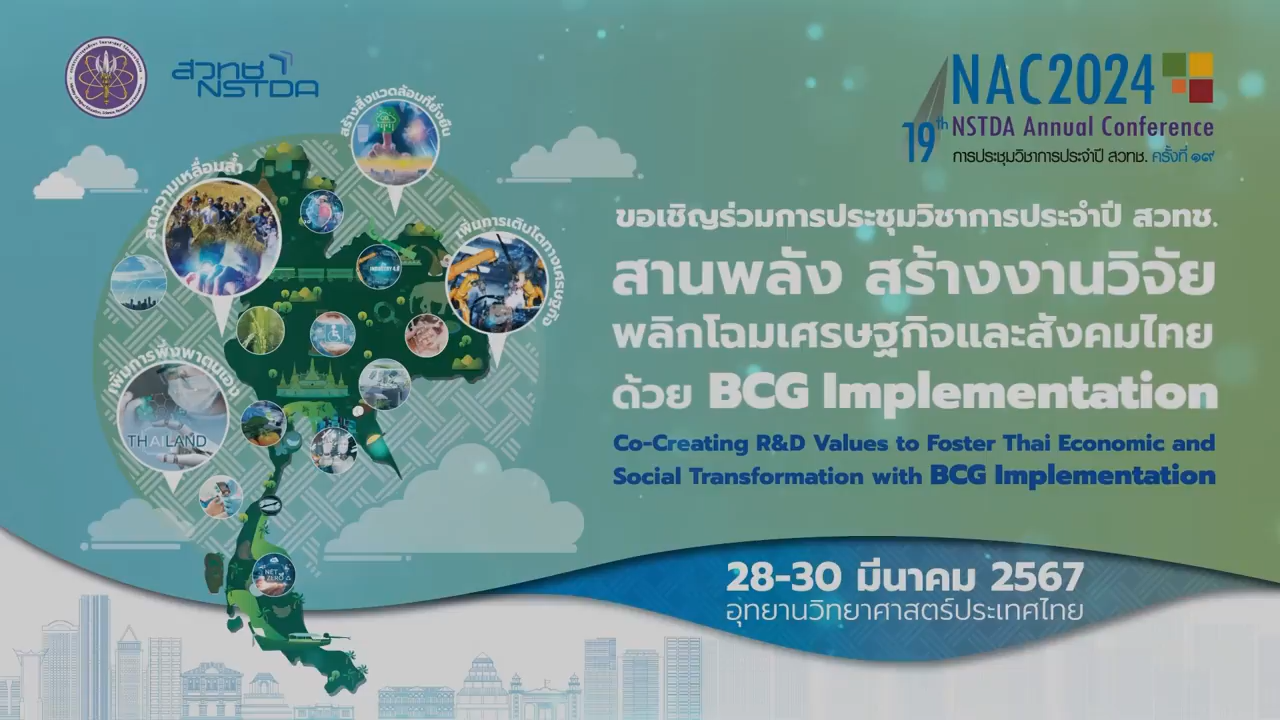 สวทช
NSTDA
NAC2024
19th NSTDA Annual Conference
การประชุมวิชาการประจำปี สวทช. ครั้งที่ ๑๙
สร้างสิ่งแวดล้อมที่ยั่งยืน
ลดความเหลื่อมล้ำ
เพิ่มการเติบโตทางเศรษฐกิจ
INDUSTRY 4.0
เพิ่มการพึ่งพาตนเอง
THAILAND
NET ZERO
ขอเชิญร่วมการประชุมวิชาการประจำปี สวทช.
สานพลัง สร้างงานวิจัย
พลิกโฉมเศรษฐกิจและสังคมไทย
ด้วย BCG Implementation
Co-Creating R&D Values to Foster Thai Economic and
Social Transformation with BCG Implementation
28-30 มีนาคม 2567
อุทยานวิทยาศาสตร์ประเทศไทย